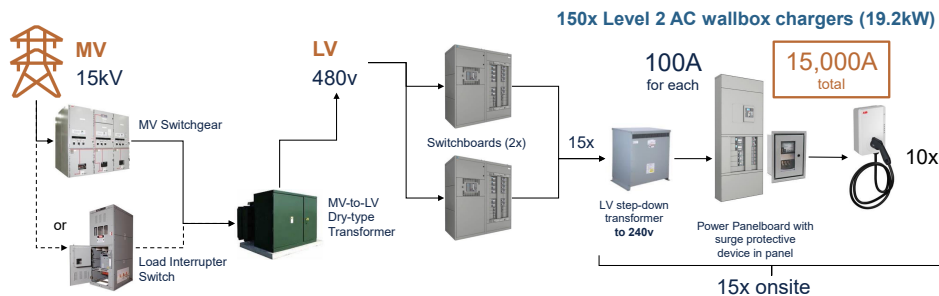 150x Level 2 AC wallbox chargers (19.2kW)
MV
15kV
MV Switchgear
or
Load Interrupter
Switch
MV-to-LV
Dry-type
Transformer
LV
480v
Switchboards (2x)
15x
LV step-down
transformer
to 240v
100A
for each
Power Panelboard with
surge protective
device in panel
15,000A
total
10x
15x onsite